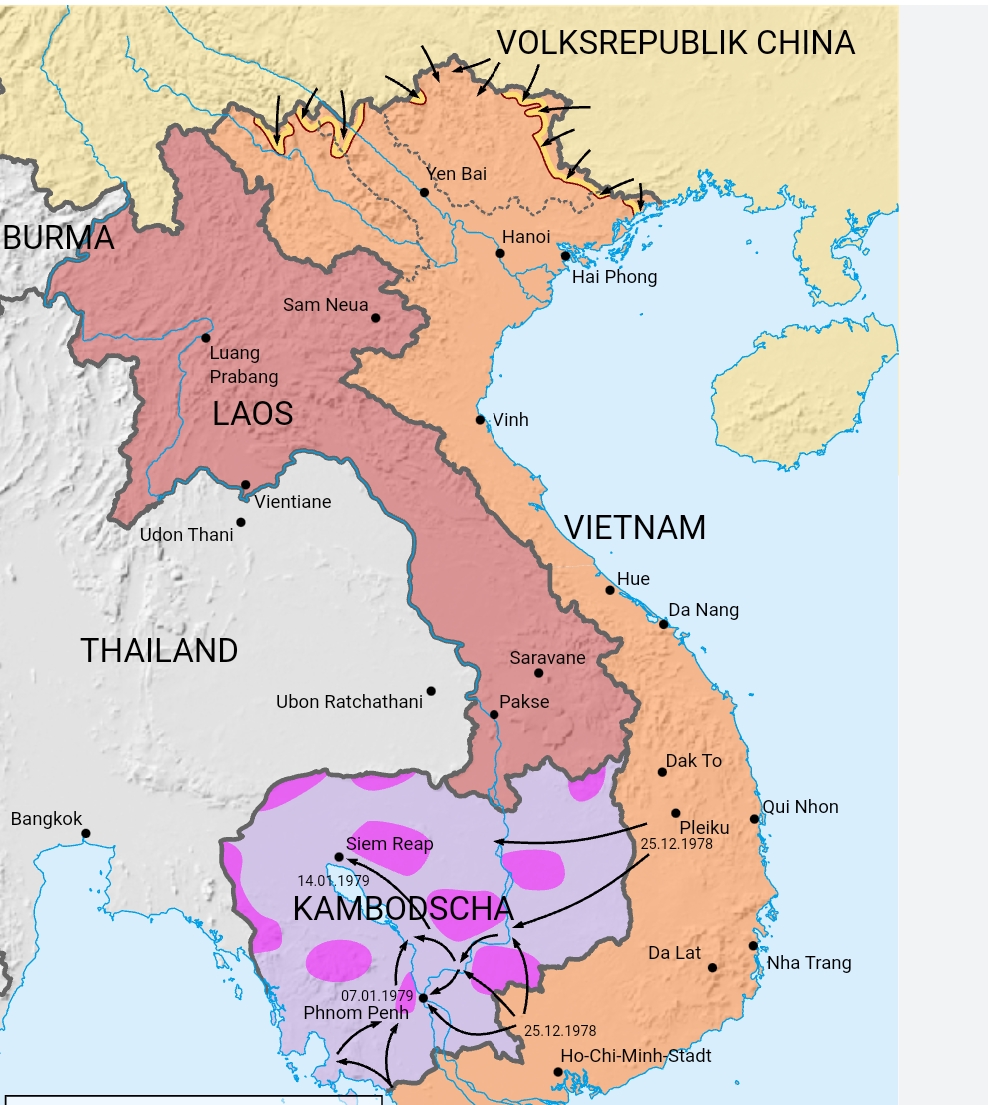 VOLKSREPUBLIK CHINA
Yen Bai
BURMA
Hanoi
Hai Phong
Sam Neua
Luang
Prabang
LAOS
Vinh
Vientiane
Udon Thani
VIETNAM
Hue
Da Nang
THAILAND
Saravane
Ubon Ratchathani
Pakse
Dak To
Bangkok
Qui Nhon
Pleiku
Siem Reap
25.12.1978
14.01.1979
KAMBODSCHA
Da Lat
Nha Trang
07.01.1979
Phnom Penh
25.12.1978
Ho-Chi-Minh-Stadt